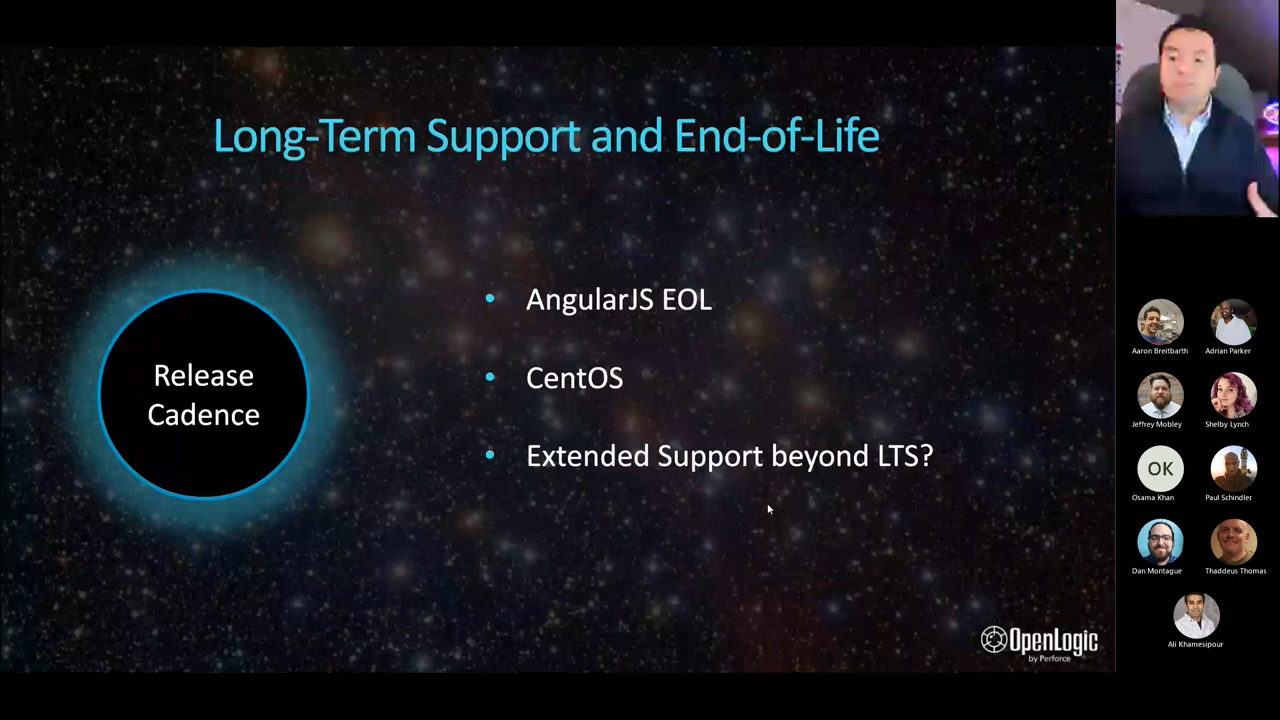 Long-Term Support and End-of-Life
Release
Cadence
• AngularJS EOL
• CentOS
• Extended Support beyond LTS?
OpenLogic
by Perforce
Aaron Breitbarth
Adrian Parker
Jeffrey Mobley
Shelby Lynch
OK
Osama Khan
Paul Schindler
Dan Montague
Thaddeus Thomas
Ali Khamesipour